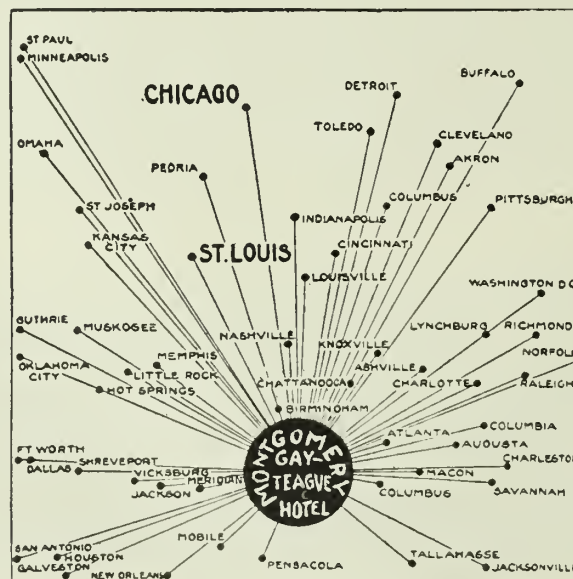 ST PAUL
MINNEAPOLIS
BUFFALO
DETROIT
CHICAGO
TOLEDO
CLEVELAND
OMAHA
AKRON
PEORIA
ST JOSEPH
COLUMBUS
PITTSBURGH
INDIANAPOLIS
KANSAS
CITY
ST. LOUIS
CINCINNATI
LOUISVILLE
WASHINGTON DC
GUTHRIE
MUSKOGEE
LYNCHBURG
RICHMOND
NASHVILLE
KNOXVILLE
NORFOLK
OKLAHOMA
CITY
MEMPHIS
LITTLE ROCK
ASHVILLE
RALEIGH
HOT SPRINGS
CHATTANOOGA
CHARLOTTE
BIRMINGHAM
COLUMBIA
ATLANTA
AUGUSTA
FT WORTH
DALLAS
SHREVEPORT
CHARLESTON
VICKSBURG
MERIDIAN
MACON
JACKSON
COLUMBUS
SAVANNAH
MONTGOMERY
GAY-
TEAGUE
HOTEL
MOBILE
SAN ANTONIO
HOUSTON
GALVESTON
NEW ORLEANS
PENSACOLA
TALLAHASSE
JACKSONVILLE